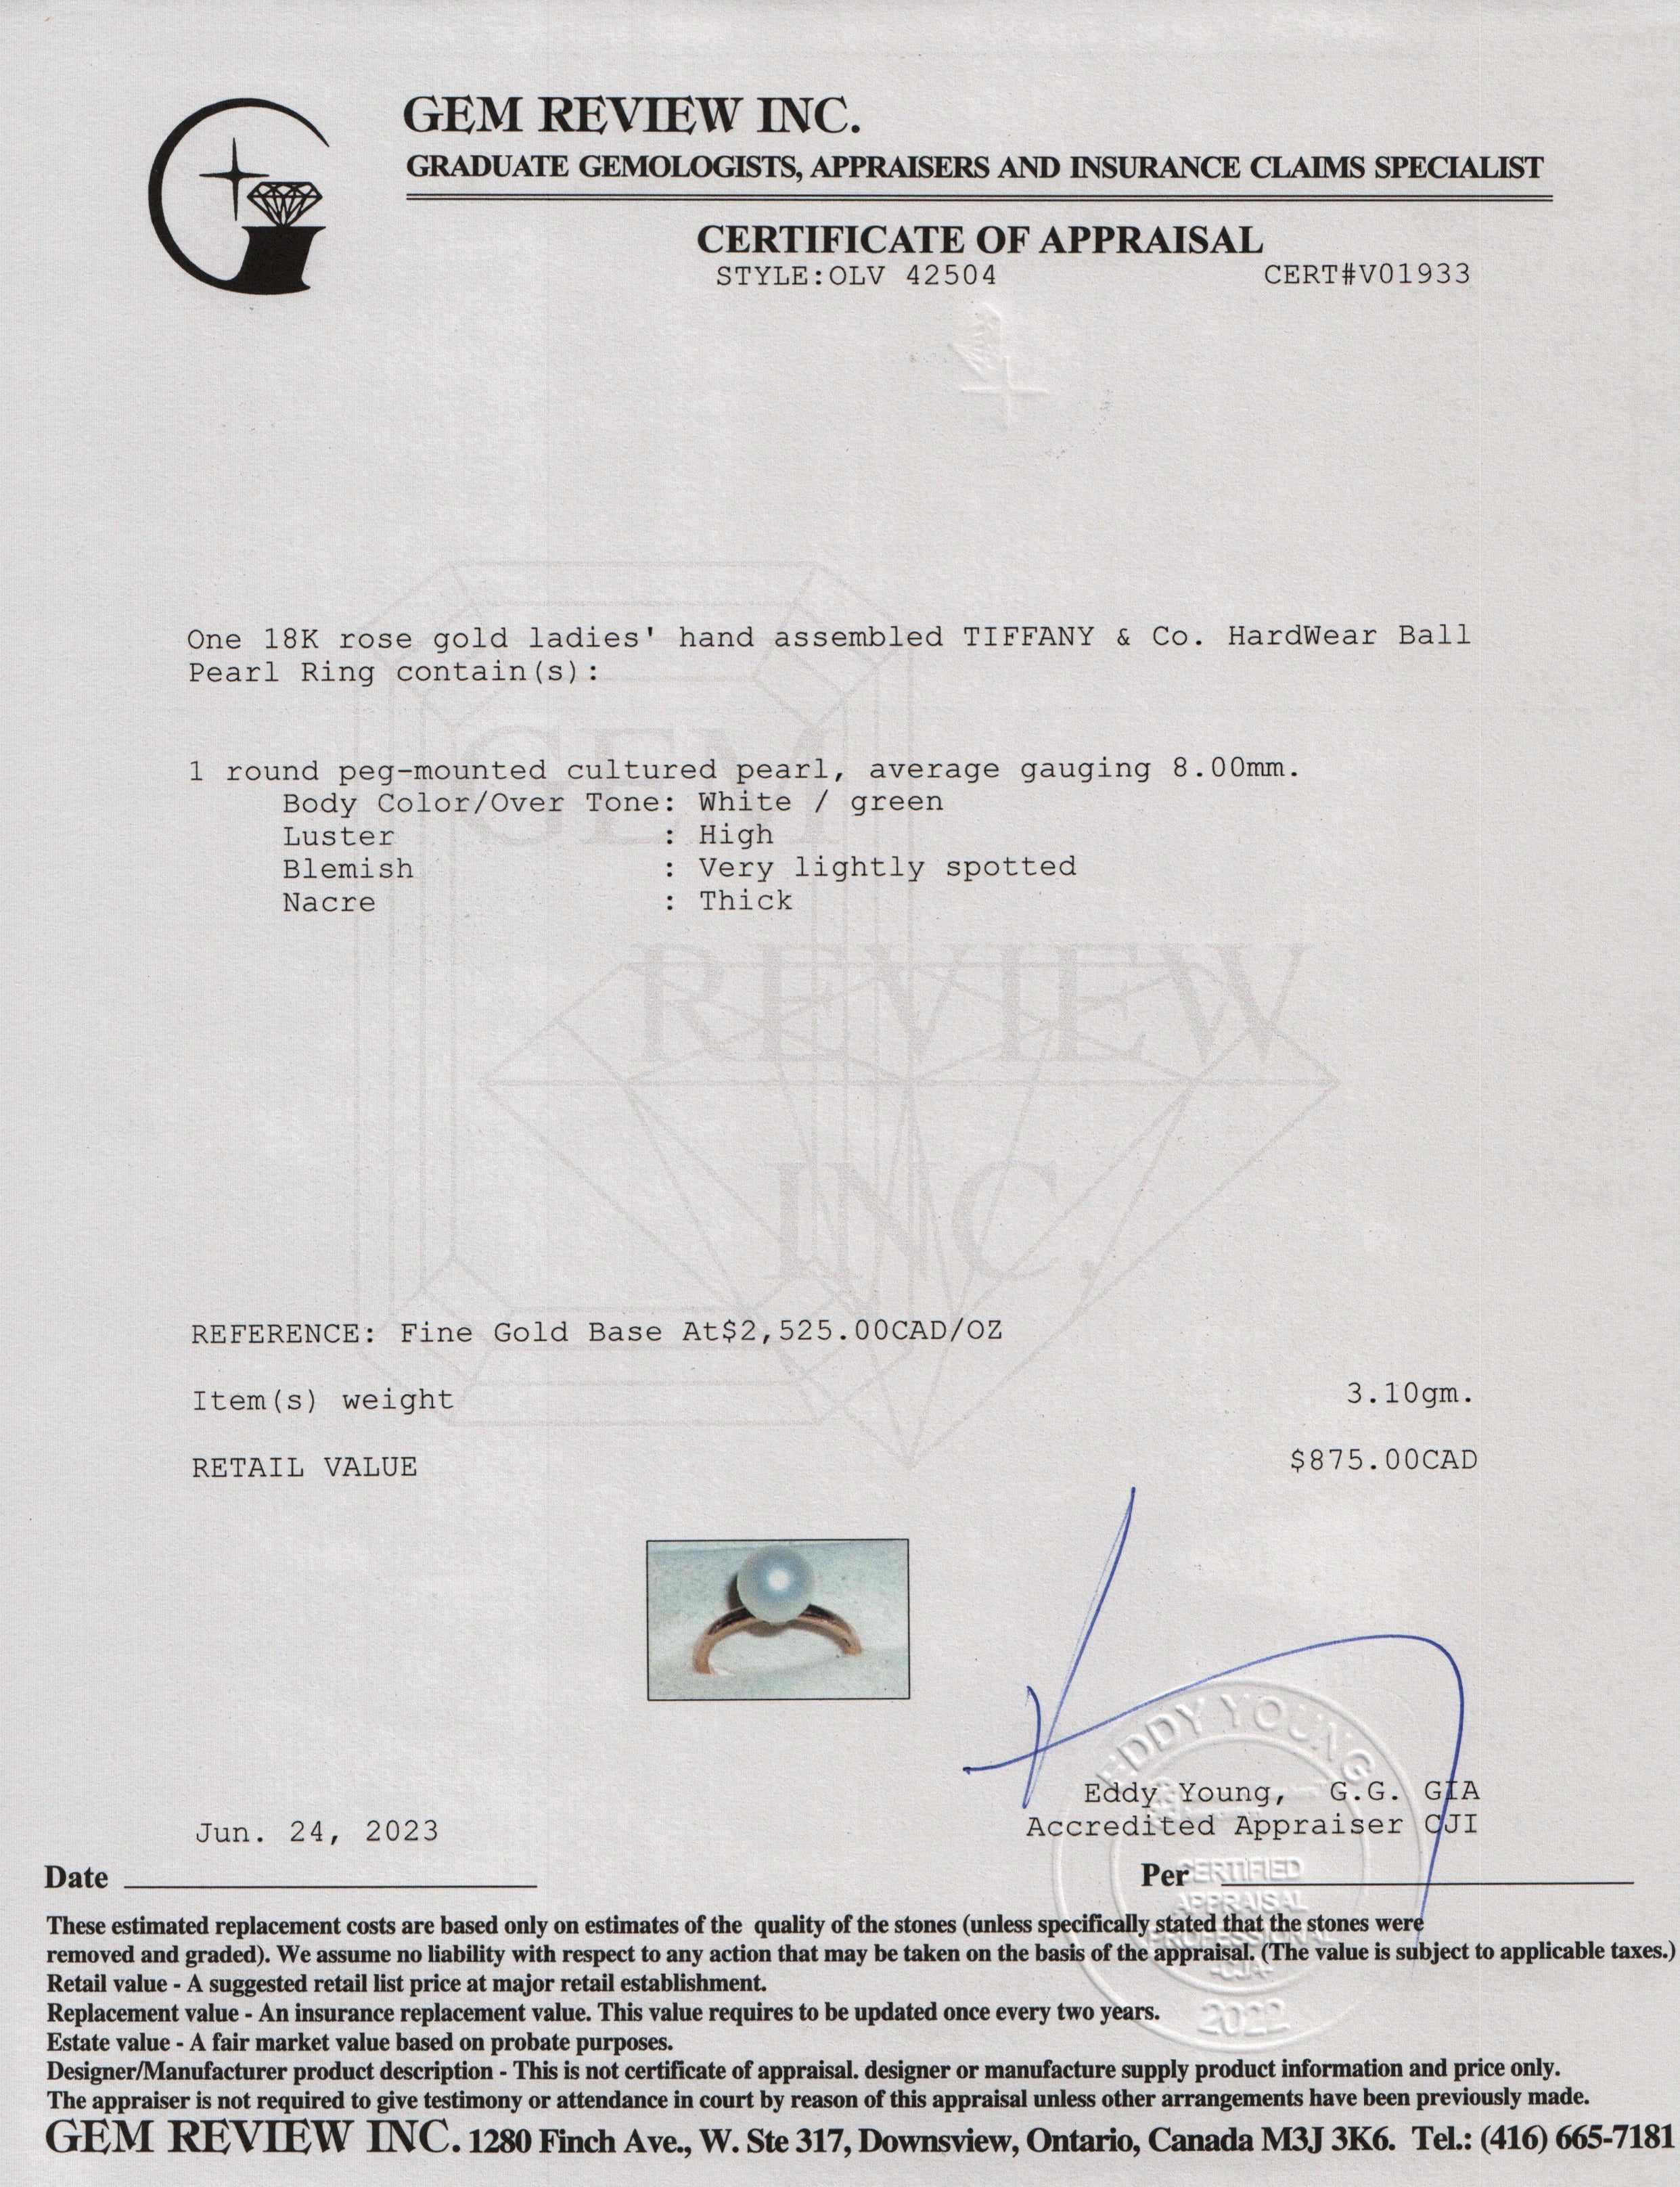 GEM REVIEW INC.
GRADUATE GEMOLOGISTS, APPRAISERS AND INSURANCE CLAIMS SPECIALIST
CERTIFICATE OF APPRAISAL
STYLE:OLV 42504 CERT#V01933
One 18K rose gold ladies' hand assembled TIFFANY & Co. HardWear Ball
Pearl Ring contain(s):
GEM
1 round peg-mounted cultured pearl, average gauging 8.00mm.
Body Color/Over Tone: White / green
Luster : High
Blemish : Very lightly spotted
Nacre : Thick
REVIEW
INC.
REFERENCE: Fine Gold Base At$2,525.00CAD/OZ
Item(s) weight 3.10gm.
RETAIL VALUE $875.00CAD
EDDY YOUNG
Eddy Young, G.G. GIA
Accredited Appraiser CJI
Jun. 24, 2023
Date
Per
CERTIFIED
APPRAISAL
PROFESSIONAL
2022
These estimated replacement costs are based only on estimates of the quality of the stones (unless specifically stated that the stones were
removed and graded). We assume no liability with respect to any action that may be taken on the basis of the appraisal. (The value is subject to applicable taxes.)
Retail value - A suggested retail list price at major retail establishment.
Replacement value - An insurance replacement value. This value requires to be updated once every two years.
Estate value - A fair market value based on probate purposes.
Designer/Manufacturer product description - This is not certificate of appraisal. designer or manufacture supply product information and price only.
The appraiser is not required to give testimony or attendance in court by reason of this appraisal unless other arrangements have been previously made.
GEM REVIEW INC. 1280 Finch Ave., W. Ste 317, Downsview, Ontario, Canada M3J 3K6. Tel.: (416) 665-7181